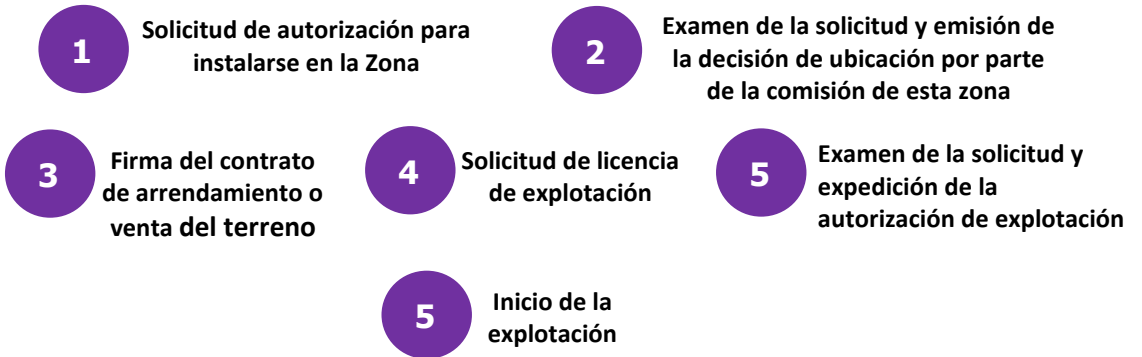 1
Solicitud de autorización para
instalarse en la Zona
2
Examen de la solicitud y emisión de
la decisión de ubicación por parte
de la comisión de esta zona
3
Firma del contrato
de arrendamiento o
venta del terreno
4
Solicitud de licencia
de explotación
5
Examen de la solicitud y
expedición de la
autorización de explotación
5
Inicio de la
explotación